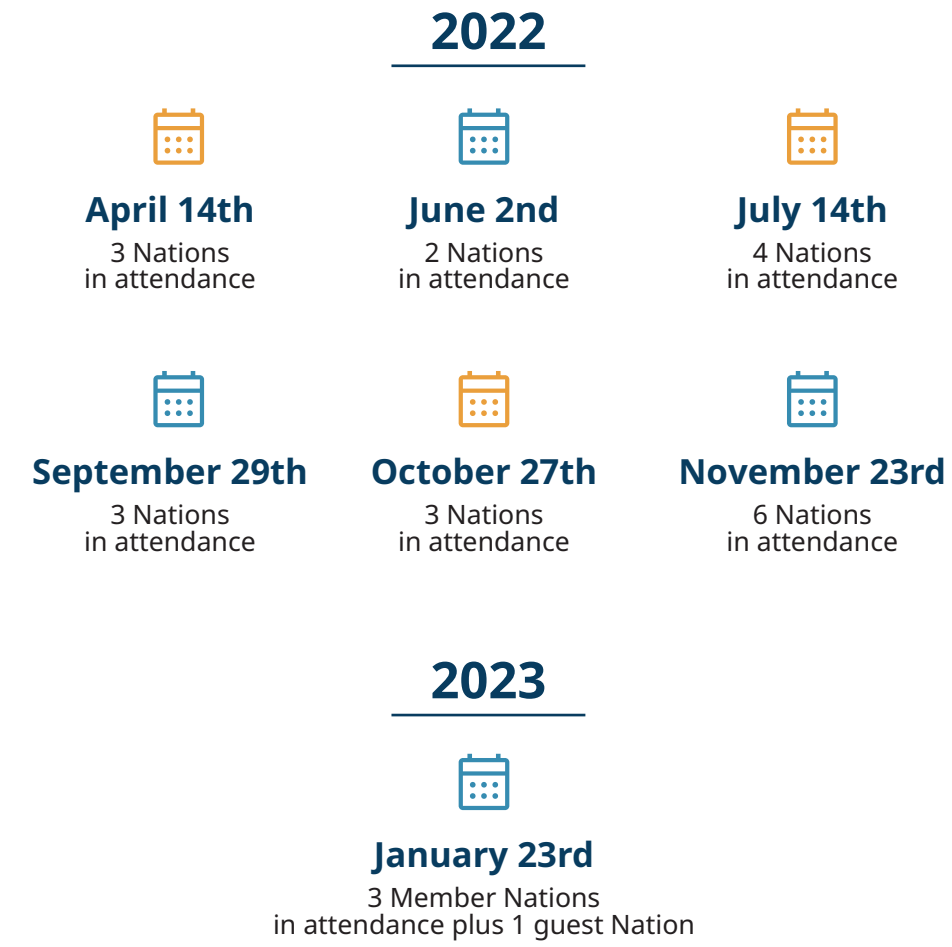 2022
April 14th
3 Nations
in attendance
June 2nd
2 Nations
in attendance
July 14th
4 Nations
in attendance
September 29th
3 Nations
in attendance
October 27th
3 Nations
in attendance
November 23rd
6 Nations
in attendance
2023
January 23rd
3 Member Nations
in attendance plus 1 guest Nation